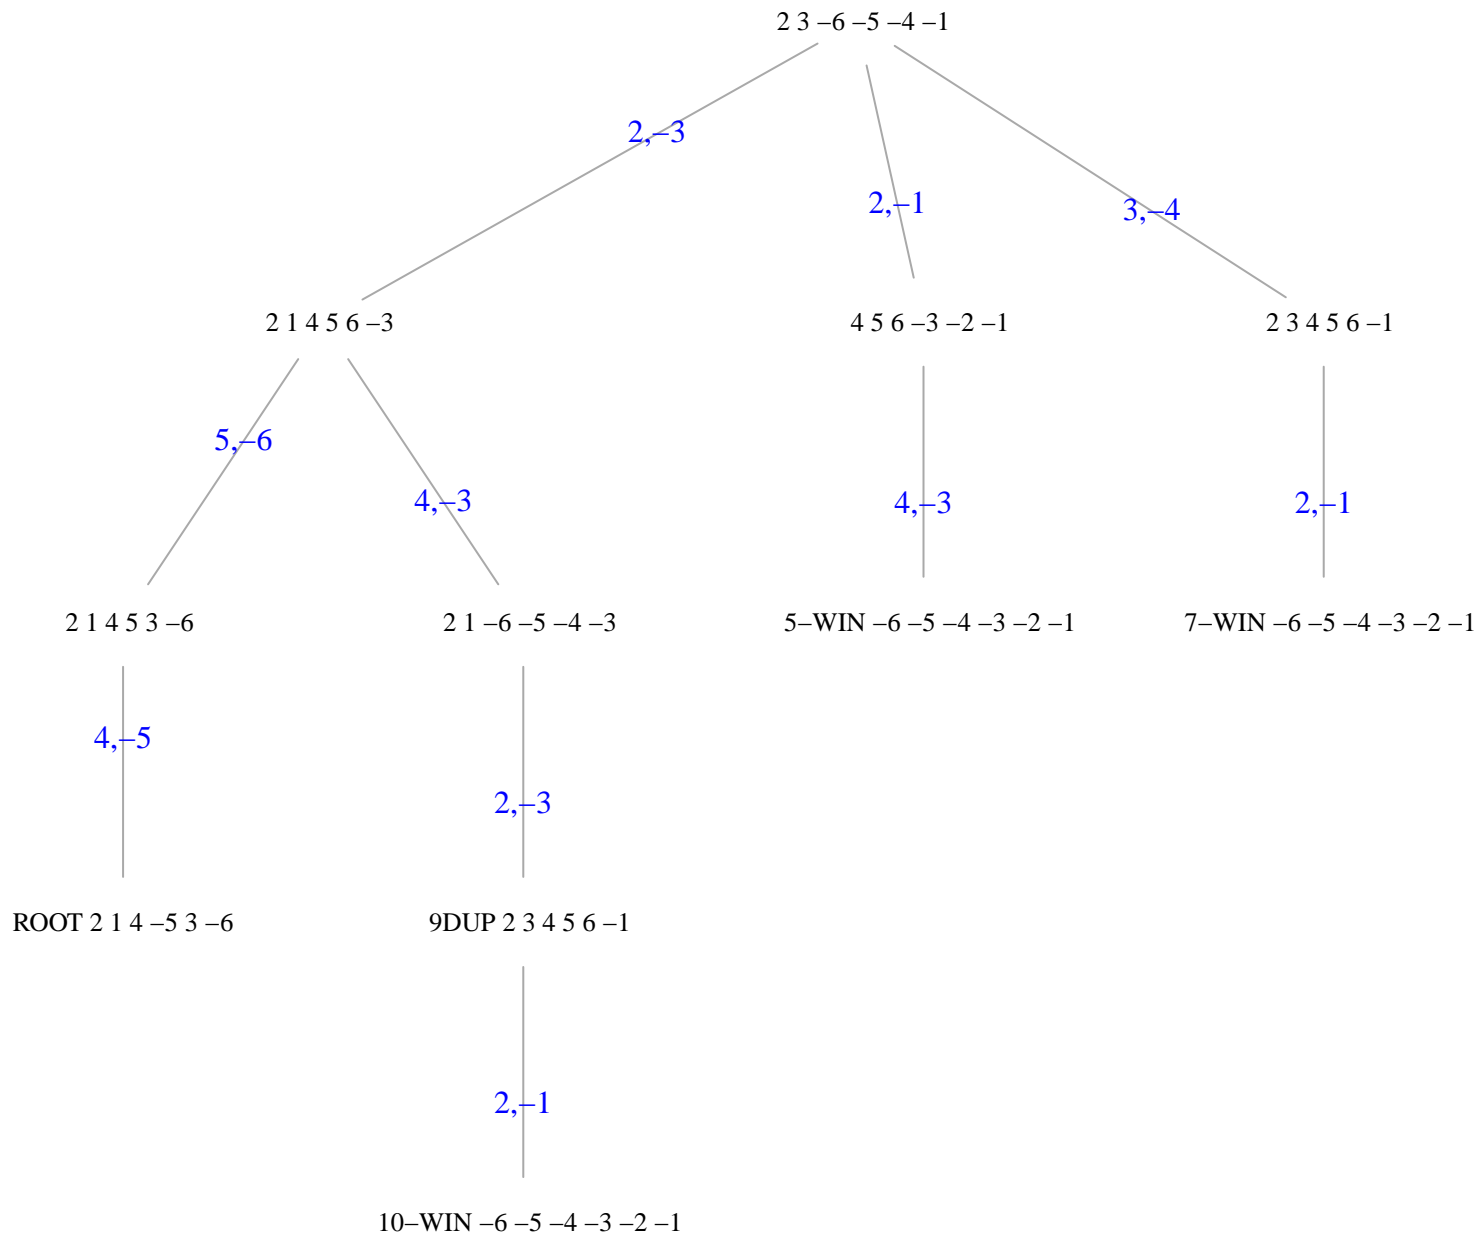 2 3 –6 –5 –4 –1
2,–3
2,–1
3,–4
2 1 4 5 6 –3
4 5 6 –3 –2 –1
2 3 4 5 6 –1
5,–6
4,–3
4,–3
2,–1
2 1 4 5 3 –6
2 1 –6 –5 –4 –3
5–WIN –6 –5 –4 –3 –2 –1
7–WIN –6 –5 –4 –3 –2 –1
4,–5
2,–3
ROOT 2 1 4 –5 3 –6
9DUP 2 3 4 5 6 –1
2,–1
10–WIN –6 –5 –4 –3 –2 –1